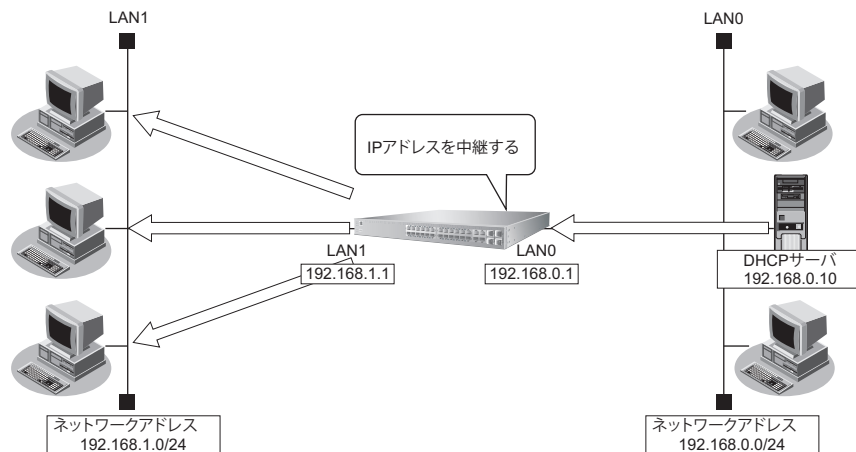 LAN1
LAN0
IPアドレスを中継する
LAN1
192.168.1.1
LAN0
192.168.0.1
DHCPサーバ
192.168.0.10
ネットワークアドレス
192.168.1.0/24
ネットワークアドレス
192.168.0.0/24